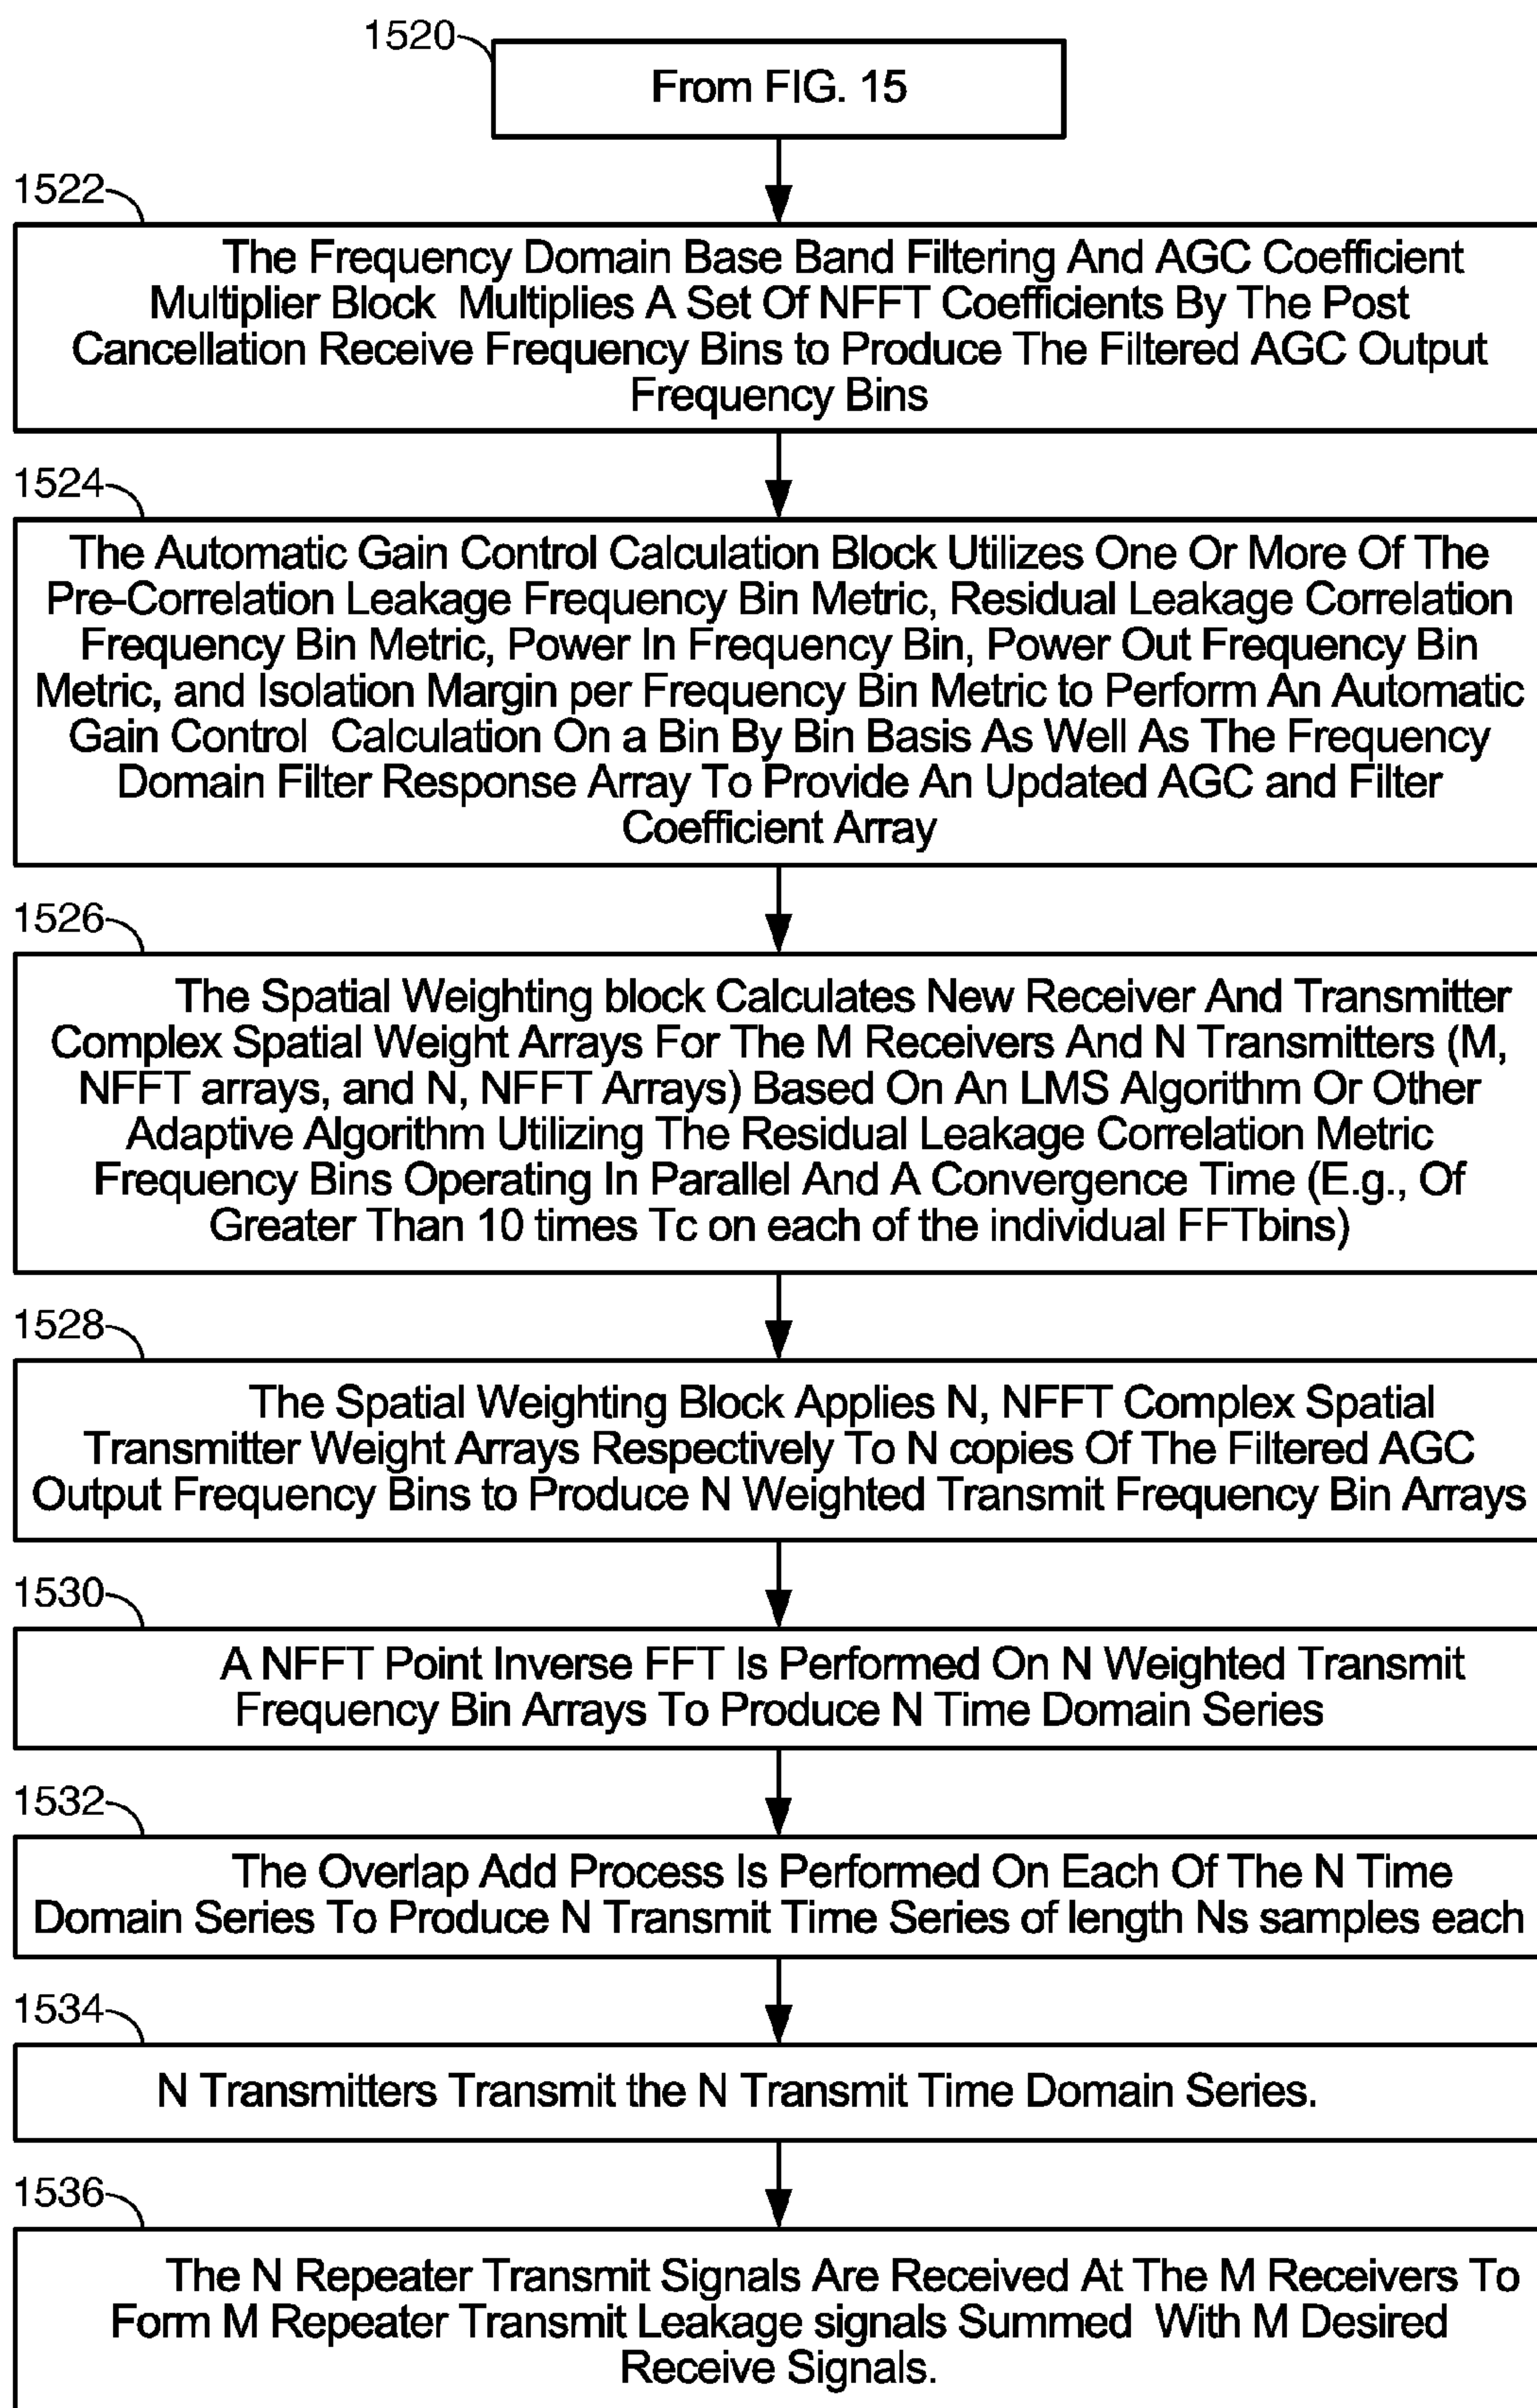 1520
From FIG. 15
1522
The Frequency Domain Base Band Filtering And AGC Coefficient
Multiplier Block Multiplies A Set Of NFFT Coefficients By The Post
Cancellation Receive Frequency Bins to Produce The Filtered AGC Output
Frequency Bins
1524
The Automatic Gain Control Calculation Block Utilizes One Or More Of The
Pre-Correlation Leakage Frequency Bin Metric, Residual Leakage Correlation
Frequency Bin Metric, Power In Frequency Bin, Power Out Frequency Bin
Metric, and Isolation Margin per Frequency Bin Metric to Perform An Automatic
Gain Control Calculation On a Bin By Bin Basis As Well As The Frequency
Domain Filter Response Array To Provide An Updated AGC and Filter
Coefficient Array
1526
The Spatial Weighting block Calculates New Receiver And Transmitter
Complex Spatial Weight Arrays For The M Receivers And N Transmitters (M,
NFFT arrays, and N, NFFT Arrays) Based On An LMS Algorithm Or Other
Adaptive Algorithm Utilizing The Residual Leakage Correlation Metric
Frequency Bins Operating In Parallel And A Convergence Time (E.g., Of
Greater Than 10 times Tc on each of the individual FFTbins)
1528
The Spatial Weighting Block Applies N, NFFT Complex Spatial
Transmitter Weight Arrays Respectively To N copies Of The Filtered AGC
Output Frequency Bins to Produce N Weighted Transmit Frequency Bin Arrays
1530
A NFFT Point Inverse FFT Is Performed On N Weighted Transmit
Frequency Bin Arrays To Produce N Time Domain Series
1532
The Overlap Add Process Is Performed On Each Of The N Time
Domain Series To Produce N Transmit Time Series of length Ns samples each
1534
N Transmitters Transmit the N Transmit Time Domain Series.
1536
The N Repeater Transmit Signals Are Received At The M Receivers To
Form M Repeater Transmit Leakage signals Summed With M Desired
Receive Signals.